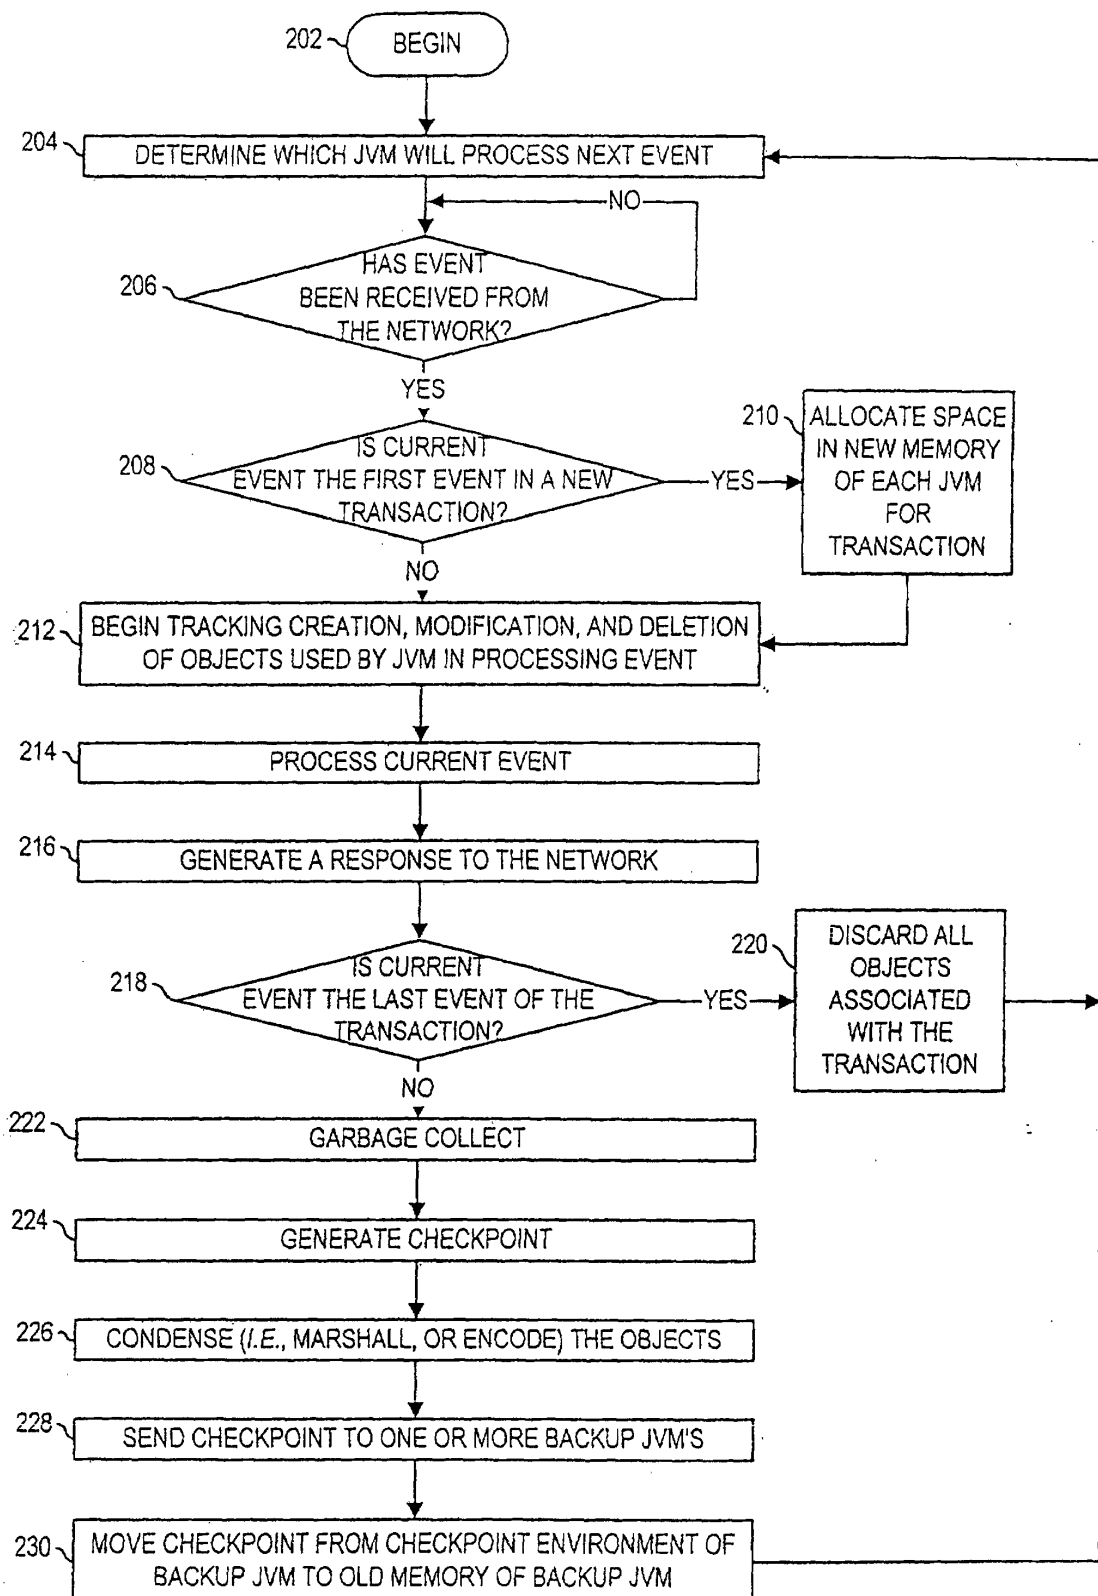 202
BEGIN
204
DETERMINE WHICH JVM WILL PROCESS NEXT EVENT
NO
206
HAS EVENT
BEEN RECEIVED FROM
THE NETWORK?
YES
208
IS CURRENT
EVENT THE FIRST EVENT IN A NEW
TRANSACTION?
YES
210
ALLOCATE SPACE
IN NEW MEMORY
OF EACH JVM
FOR
TRANSACTION
NO
212
BEGIN TRACKING CREATION, MODIFICATION, AND DELETION
OF OBJECTS USED BY JVM IN PROCESSING EVENT
214
PROCESS CURRENT EVENT
216
GENERATE A RESPONSE TO THE NETWORK
218
IS CURRENT
EVENT THE LAST EVENT OF THE
TRANSACTION?
YES
220
DISCARD ALL
OBJECTS
ASSOCIATED
WITH THE
TRANSACTION
NO
222
GARBAGE COLLECT
224
GENERATE CHECKPOINT
226
CONDENSE (I.E., MARSHALL, OR ENCODE) THE OBJECTS
228
SEND CHECKPOINT TO ONE OR MORE BACKUP JVM'S
230
MOVE CHECKPOINT FROM CHECKPOINT ENVIRONMENT OF
BACKUP JVM TO OLD MEMORY OF BACKUP JVM